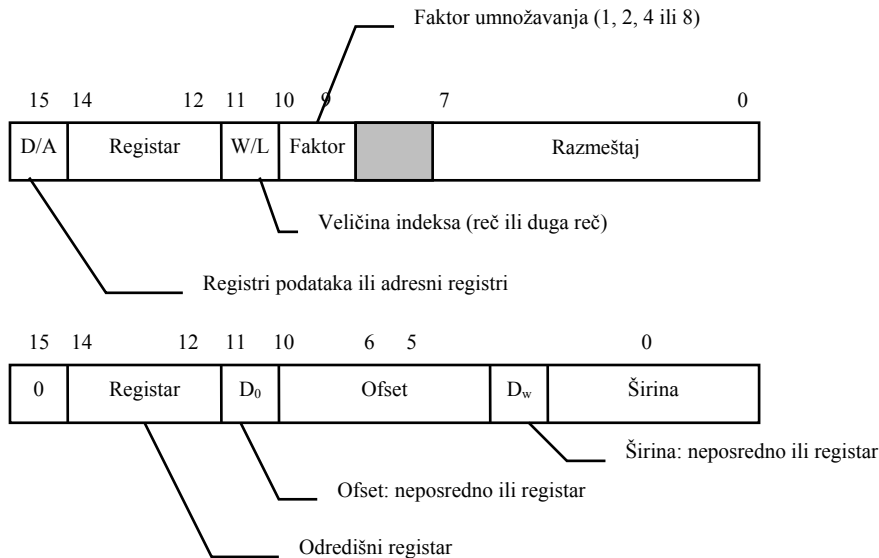 Faktor umnožavanja (1, 2, 4 ili 8)
15 14 12 11 10 9 7 0
D/A Registar W/L Faktor Razmeštaj
Veličina indeksa (reč ili duga reč)
Registri podataka ili adresni registri
15 14 12 11 10 6 5 0
0 Registar D₀ Ofset Dw Širina
Širina: neposredno ili registar
Ofset: neposredno ili registar
Odredišni registar